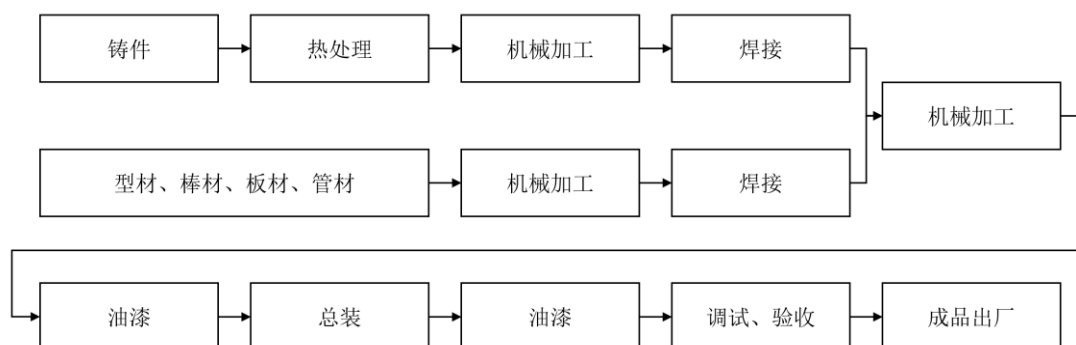 铸件
热处理
机械加工
焊接
机械加工
型材、棒材、板材、管材
机械加工
焊接
油漆
总装
油漆
调试、验收
成品出厂